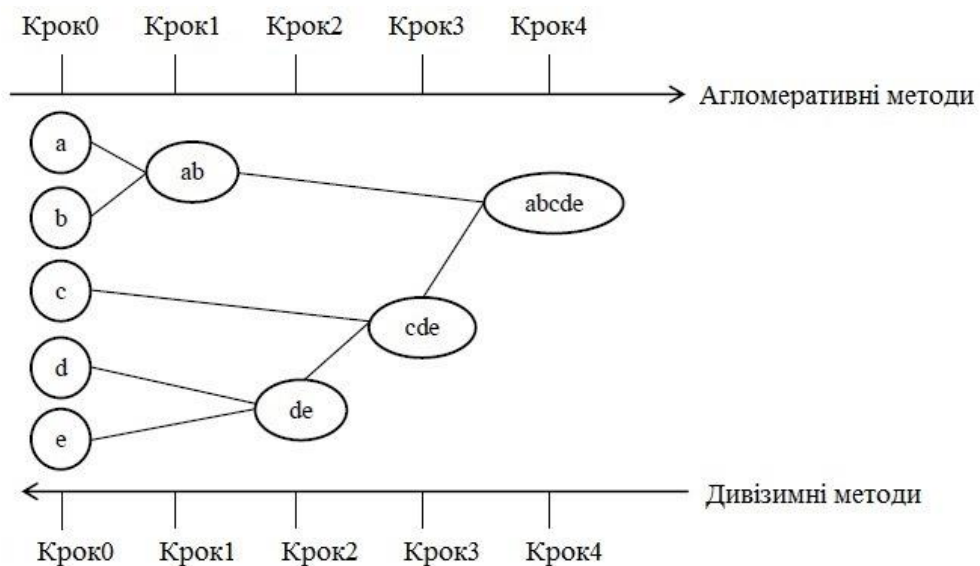 Крок0 Крок1 Крок2 Крок3 Крок4
Агломеративні методи
a
ab
b
abcde
c
cde
d
de
e
Дивізимні методи
Крок0 Крок1 Крок2 Крок3 Крок4